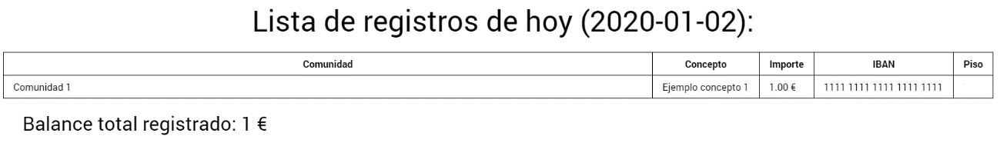 Lista de registros de hoy (2020-01-02):
Comunidad Concepto Importe IBAN Piso
Comunidad 1 Ejemplo concepto 1 1.00 € 1111 1111 1111 1111 1111
Balance total registrado: 1 €